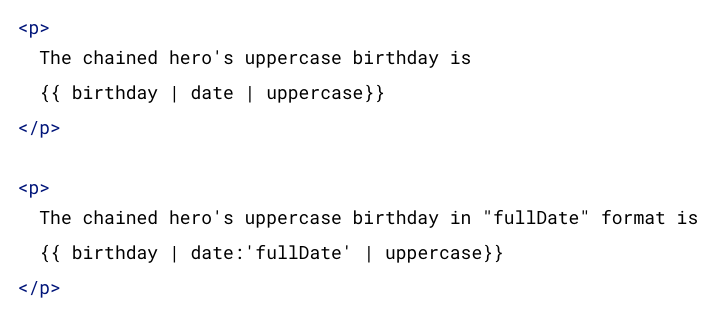 <p>
The chained hero's uppercase birthday is
{{ birthday | date | uppercase}}
</p>
<p>
The chained hero's uppercase birthday in "fullDate" format is
{{ birthday | date:'fullDate' | uppercase}}
</p>